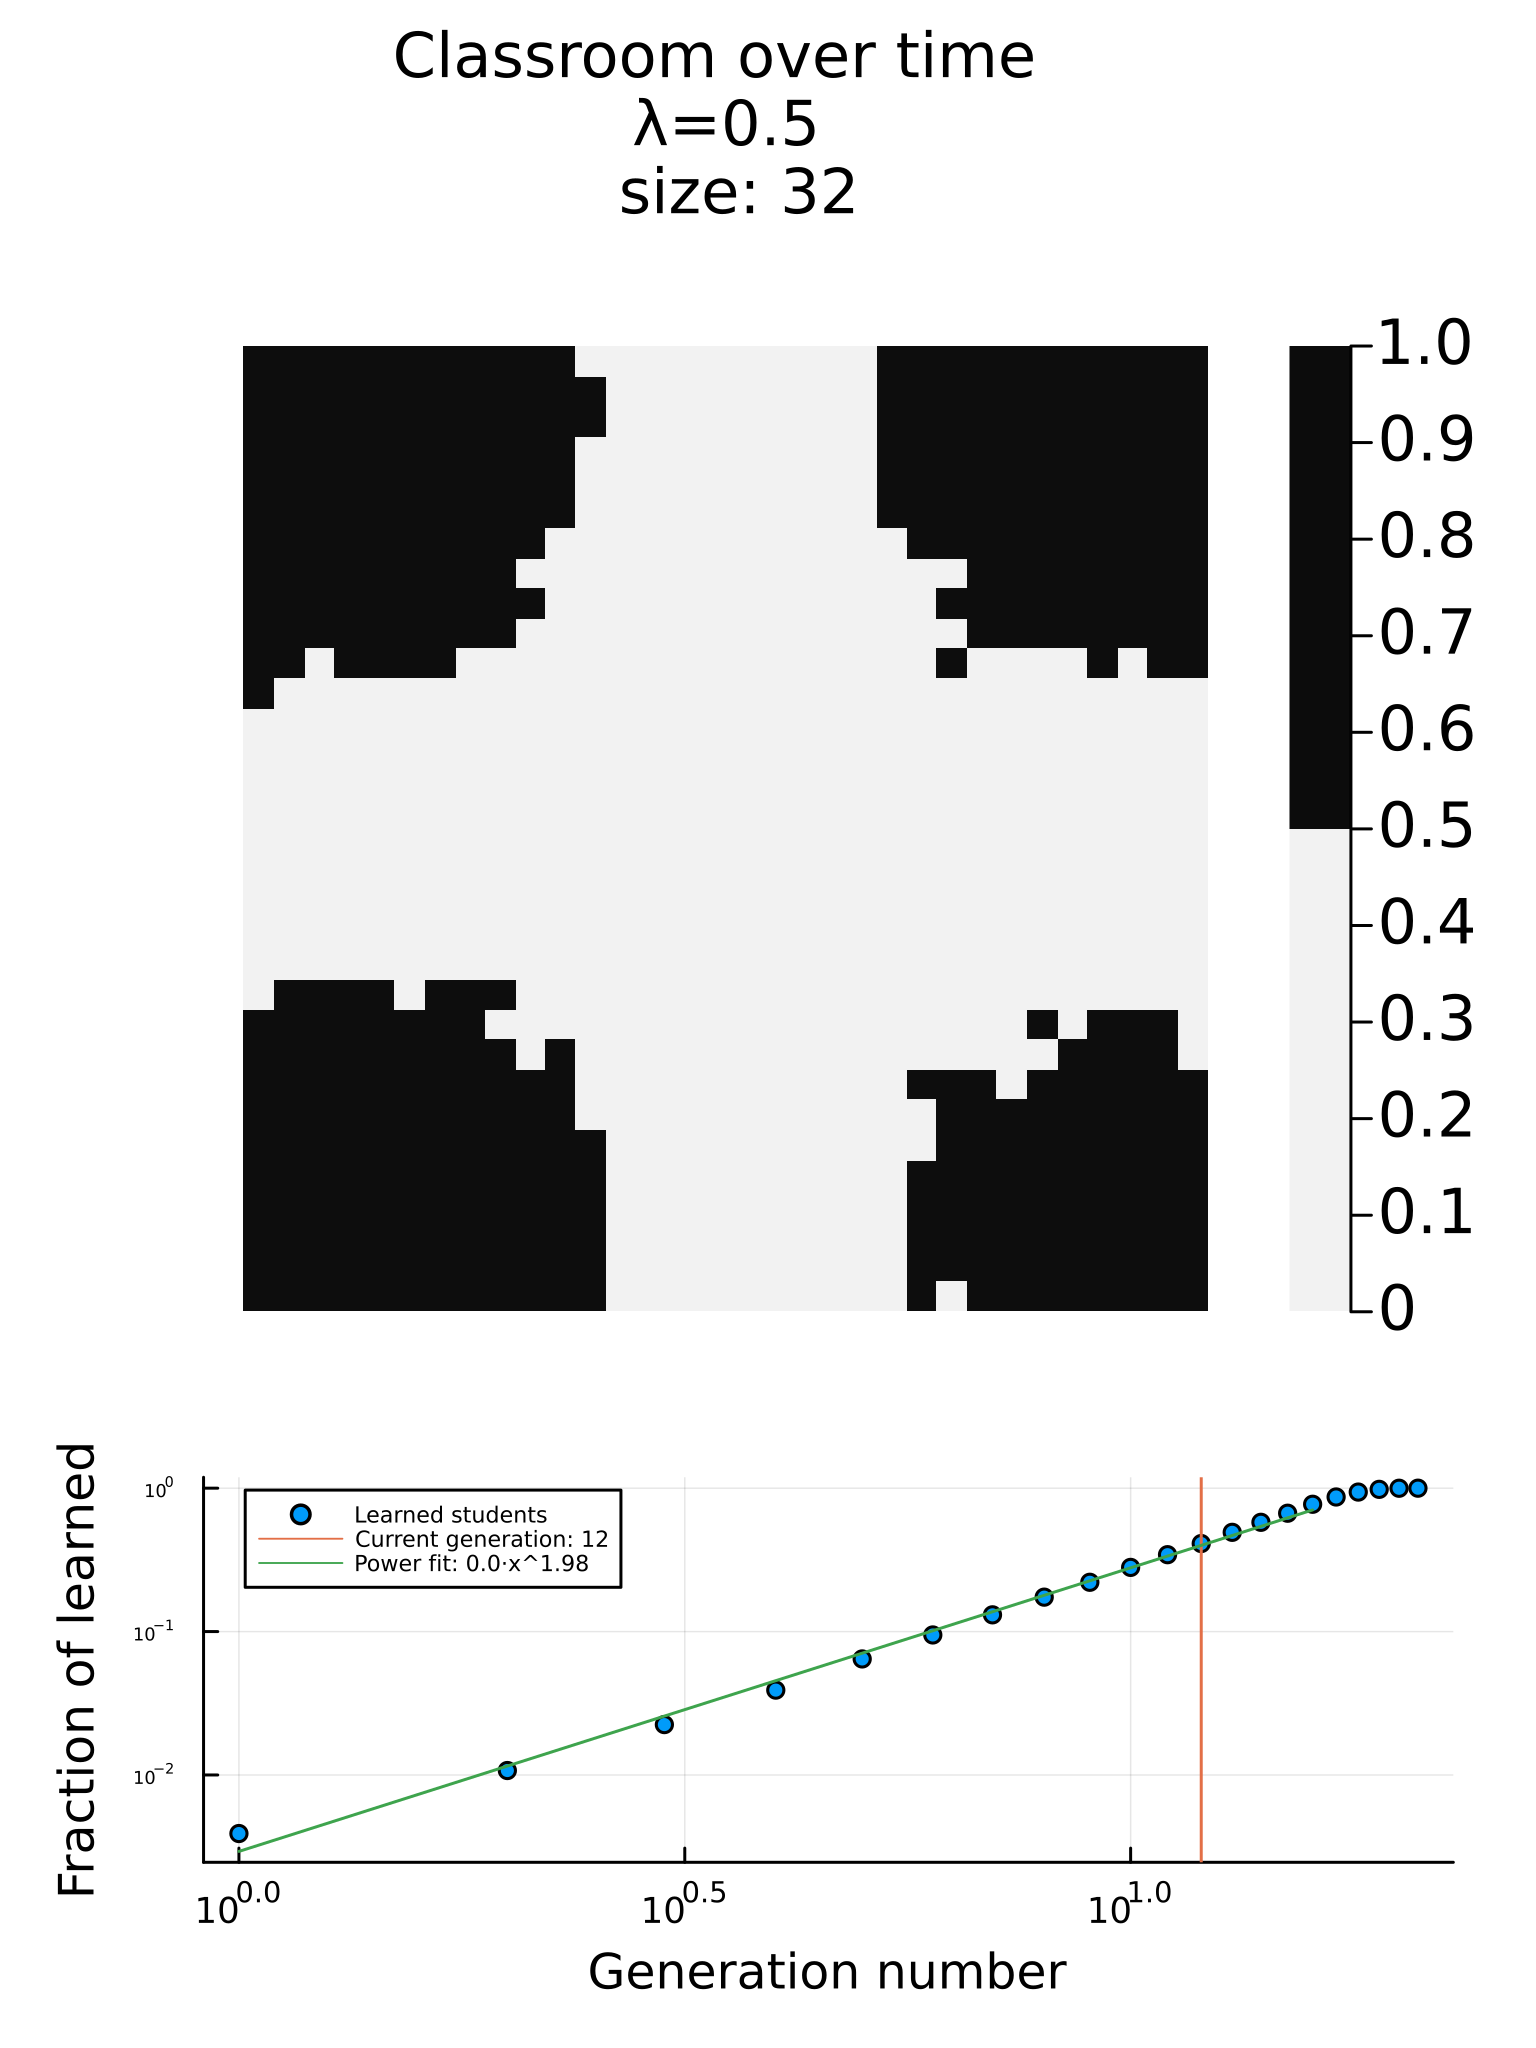 Classroom over time
λ=0.5
size: 32
1.0
0.9
0.8
0.7
0.6
0.5
0.4
0.3
0.2
0.1
0
Fraction of learned
10^0
10^−1
10^−2
Learned students
Current generation: 12
Power fit: 0.0·x^1.98
10^0.0
10^0.5
10^1.0
Generation number